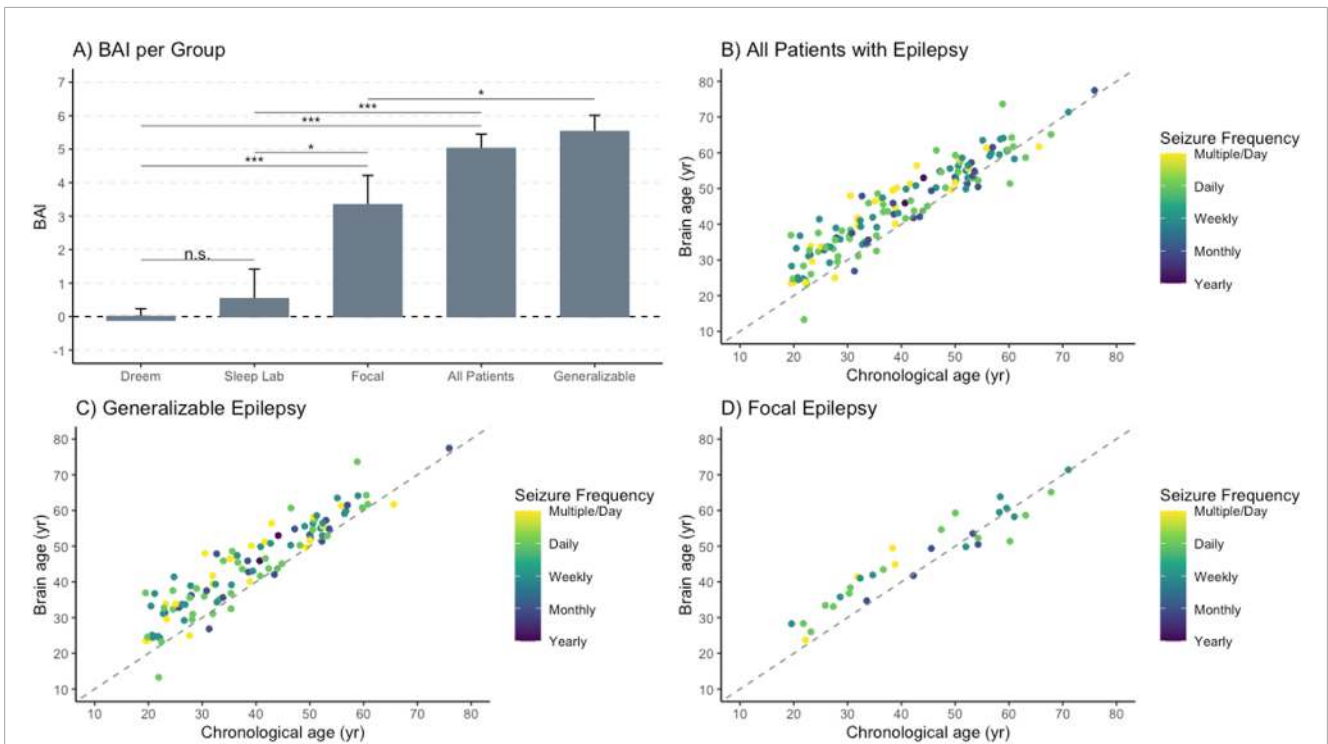 A) BAI per Group
7
6
5
4
3
2
1
0
-1
BAI
***
*
***
*
***
n.s.
Dreem
Sleep Lab
Focal
All Patients
Generalizable
B) All Patients with Epilepsy
80
70
60
50
40
30
20
10
Brain age (yr)
10 20 30 40 50 60 70 80
Chronological age (yr)
Seizure Frequency
Multiple/Day
Daily
Weekly
Monthly
Yearly
C) Generalizable Epilepsy
80
70
60
50
40
30
20
10
Brain age (yr)
10 20 30 40 50 60 70 80
Chronological age (yr)
Seizure Frequency
Multiple/Day
Daily
Weekly
Monthly
Yearly
D) Focal Epilepsy
80
70
60
50
40
30
20
10
Brain age (yr)
10 20 30 40 50 60 70 80
Chronological age (yr)
Seizure Frequency
Multiple/Day
Daily
Weekly
Monthly
Yearly